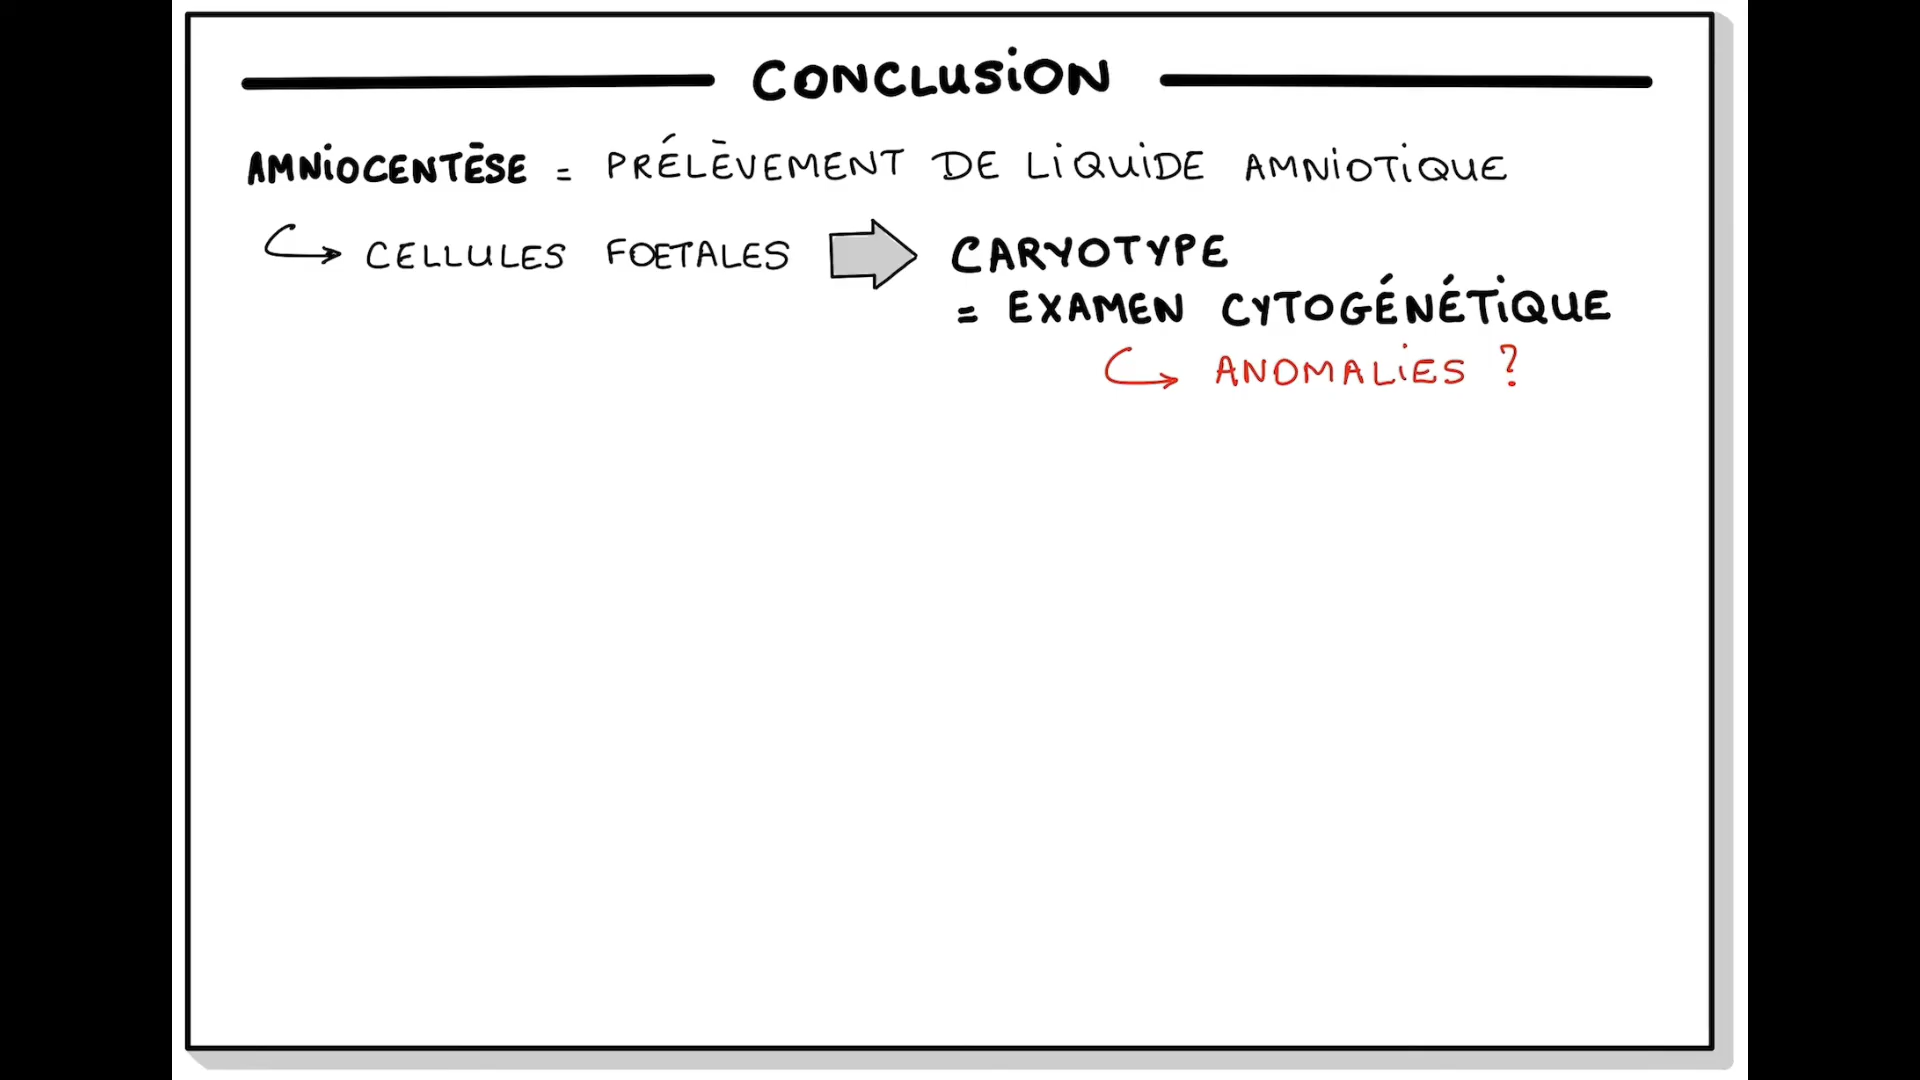 CONCLUSION
AMNIOCENTÈSE = PRÉLÈVEMENT DE LIQUIDE AMNIOTIQUE
CELLULES FOETALES CARYOTYPE
= EXAMEN CYTOGÉNÉTIQUE
ANOMALIES ?